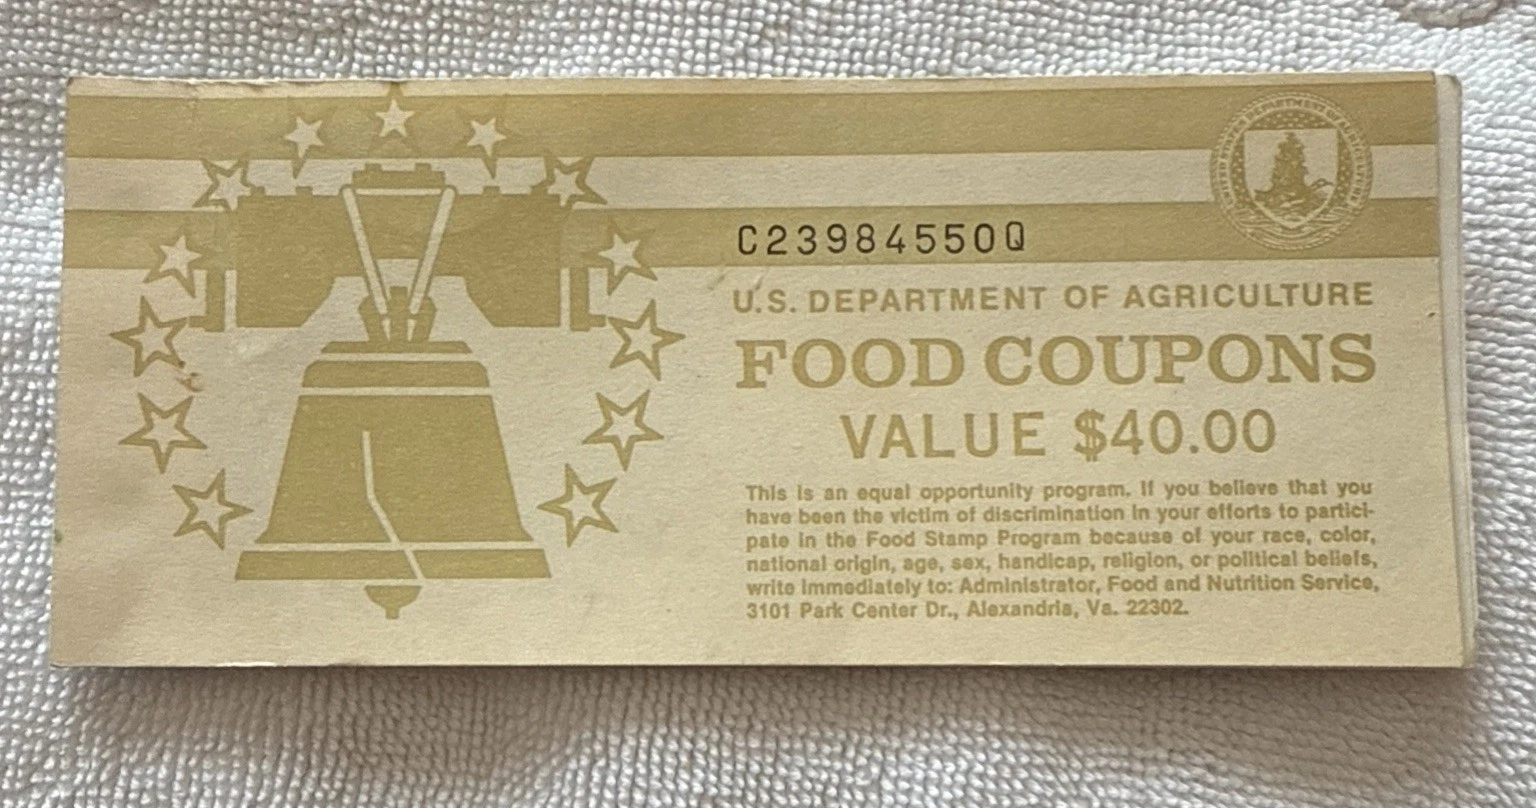 C23984550Q
U.S. DEPARTMENT OF AGRICULTURE
FOOD COUPONS
VALUE $40.00
This is an equal opportunity program. If you believe that you
have been the victim of discrimination in your efforts to partici-
pate in the Food Stamp Program because of your race, color,
national origin, age, sex, handicap, religion, or political beliefs,
write immediately to: Administrator, Food and Nutrition Service,
3101 Park Center Dr., Alexandria, Va. 22302.